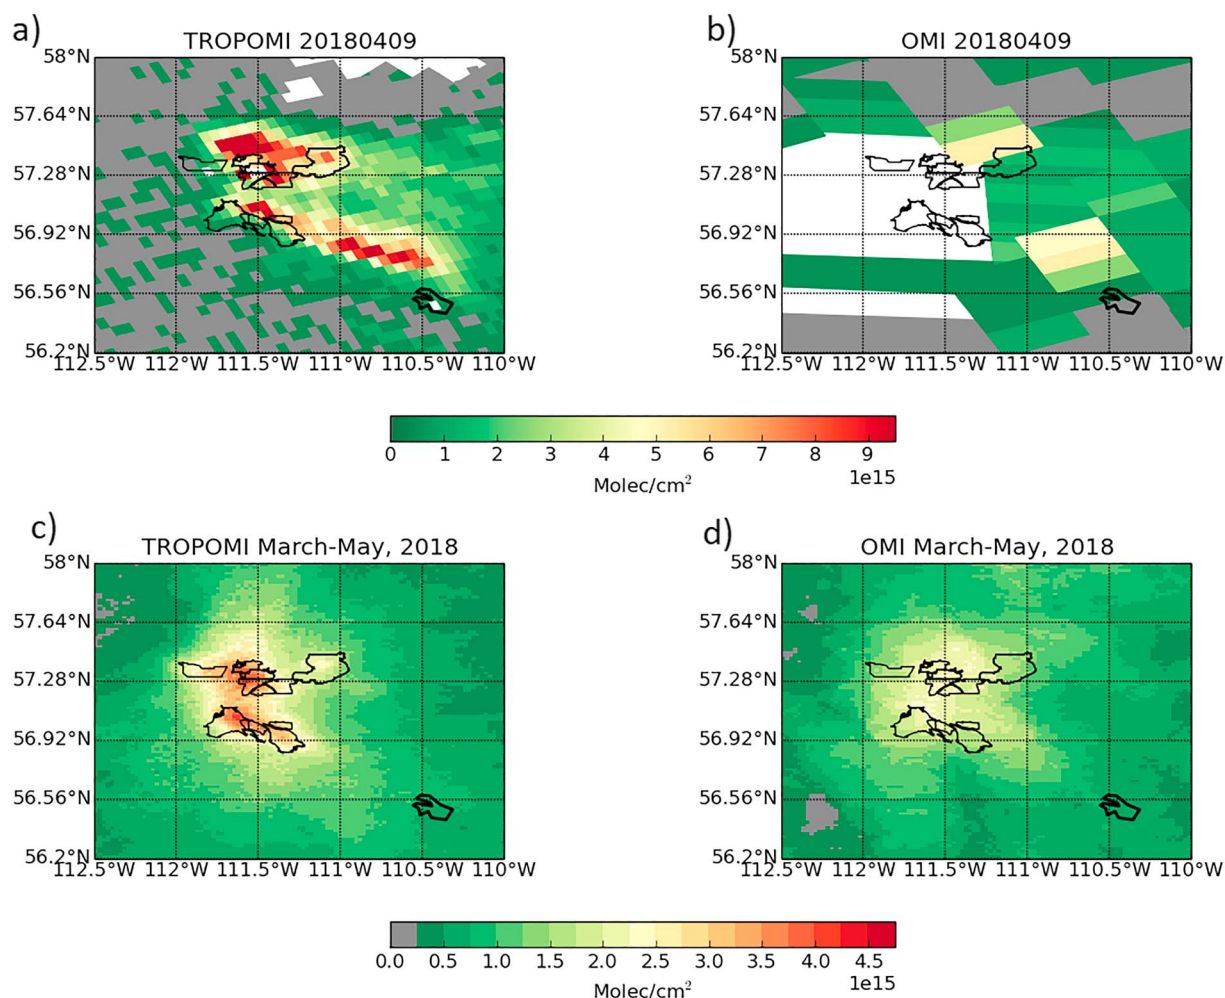 a)
TROPOMI 20180409
58°N
57.64°N
57.28°N
56.92°N
56.56°N
56.2°N
112.5°W 112°W 111.5°W 111°W 110.5°W 110°W
b)
OMI 20180409
58°N
57.64°N
57.28°N
56.92°N
56.56°N
56.2°N
112.5°W 112°W 111.5°W 111°W 110.5°W 110°W
0 1 2 3 4 5 6 7 8 9
1e15
Molec/cm²
c)
TROPOMI March-May, 2018
58°N
57.64°N
57.28°N
56.92°N
56.56°N
56.2°N
112.5°W 112°W 111.5°W 111°W 110.5°W 110°W
d)
OMI March-May, 2018
58°N
57.64°N
57.28°N
56.92°N
56.56°N
56.2°N
112.5°W 112°W 111.5°W 111°W 110.5°W 110°W
0.0 0.5 1.0 1.5 2.0 2.5 3.0 3.5 4.0 4.5
1e15
Molec/cm²